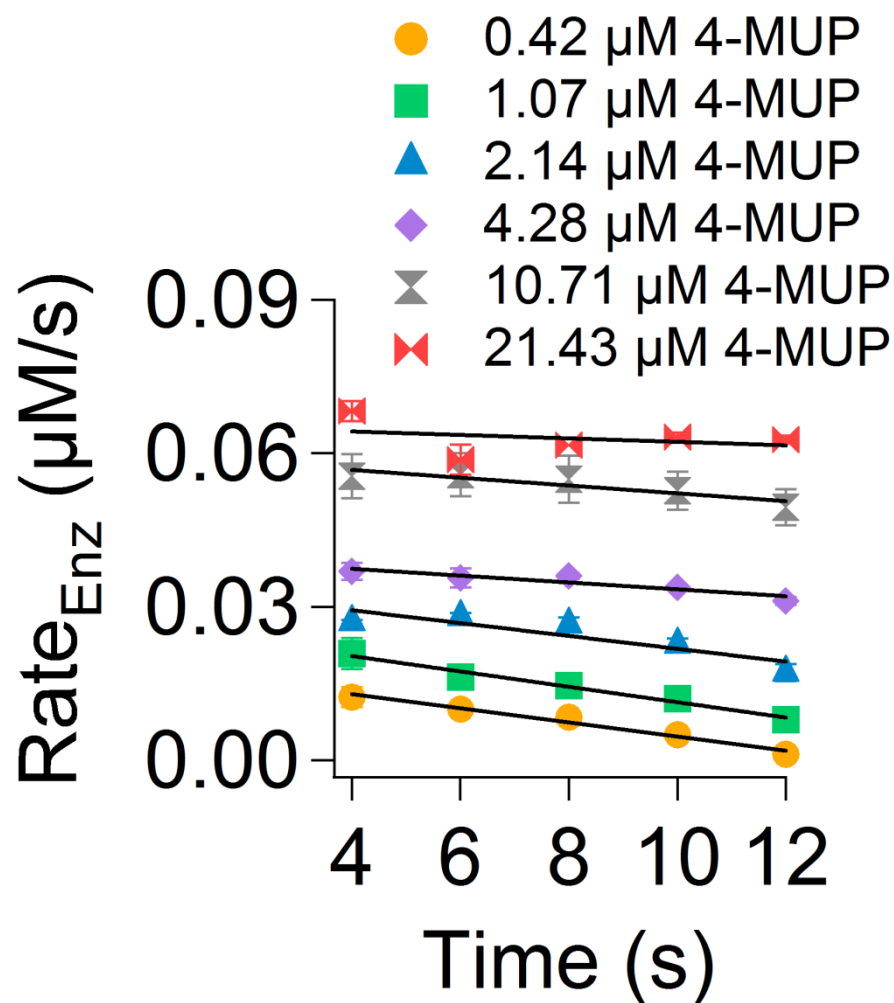 0.42 µM 4-MUP
1.07 µM 4-MUP
2.14 µM 4-MUP
4.28 µM 4-MUP
10.71 µM 4-MUP
21.43 µM 4-MUP
Rate_Enz (µM/s)
0.09
0.06
0.03
0.00
4 6 8 10 12
Time (s)